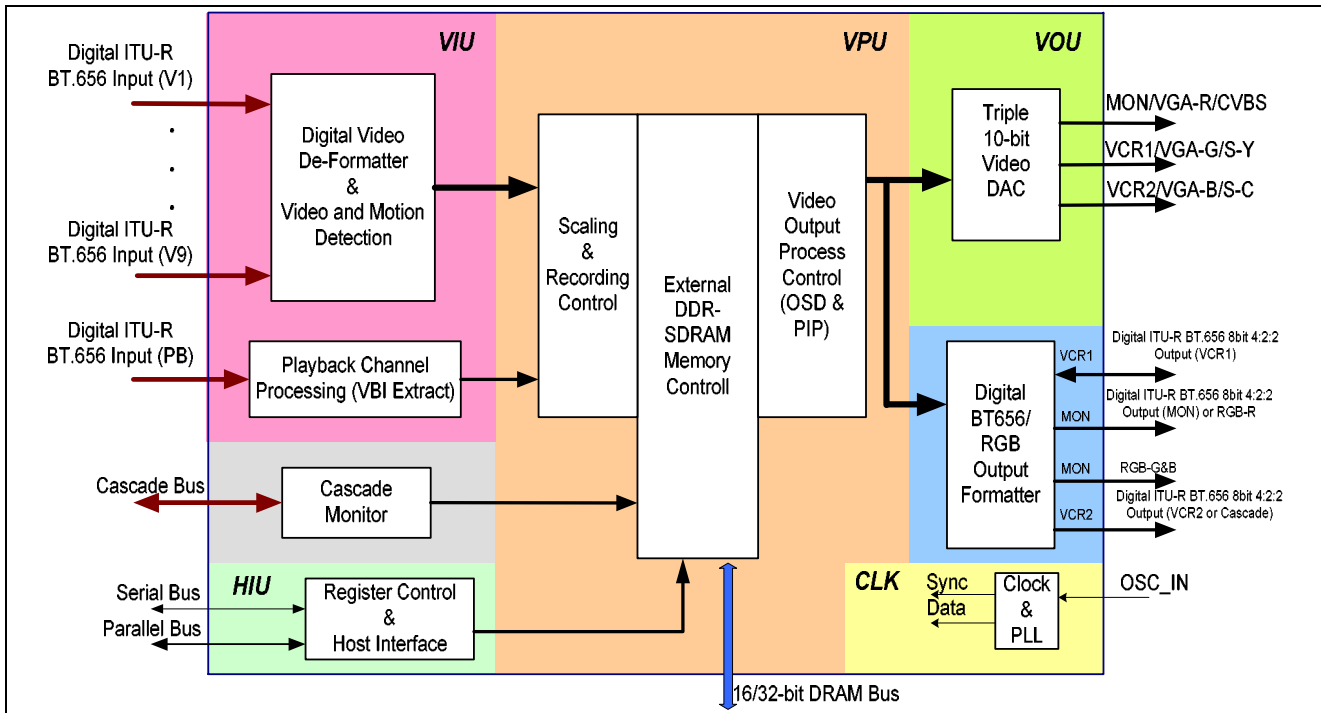 VIU
VPU
VOU
Digital ITU-R
BT.656 Input (V1)
Digital ITU-R
BT.656 Input (V9)
Digital ITU-R
BT.656 Input (PB)
Digital Video
De-Formatter
&
Video and Motion
Detection
Playback Channel
Processing (VBI Extract)
Scaling
&
Recording
Control
External
DDR-
SDRAM
Memory
Controll
Video
Output
Process
Control
(OSD &
PIP)
Triple
10-bit
Video
DAC
MON/VGA-R/CVBS
VCR1/VGA-G/S-Y
VCR2/VGA-B/S-C
Digital
BT656/
RGB
Output
Formatter
VCR1
Digital ITU-R BT.656 8bit 4:2:2
Output (VCR1)
MON
Digital ITU-R BT.656 8bit 4:2:2
Output (MON) or RGB-R
MON
RGB-G&B
VCR2
Digital ITU-R BT.656 8bit 4:2:2
Output (VCR2 or Cascade)
Cascade Bus
Cascade
Monitor
HIU
Serial Bus
Parallel Bus
Register Control
&
Host Interface
CLK
Sync
Data
Clock
&
PLL
OSC_IN
16/32-bit DRAM Bus